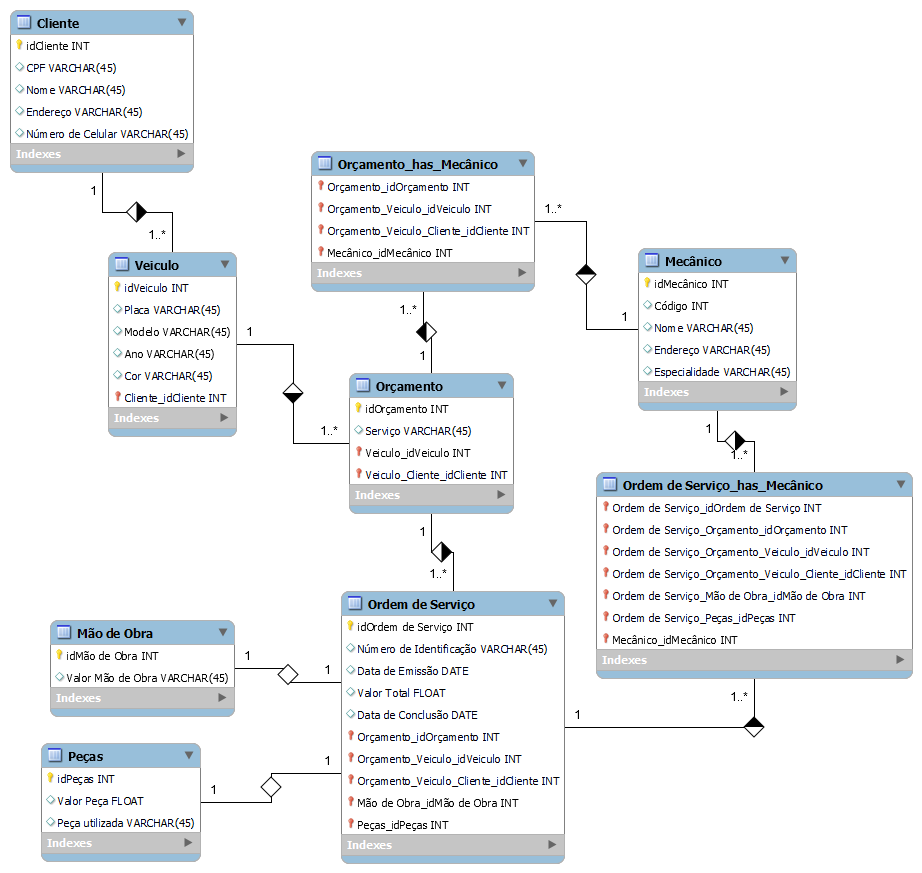 Cliente
idCliente INT
CPF VARCHAR(45)
Nome VARCHAR(45)
Endereço VARCHAR(45)
Número de Celular VARCHAR(45)
Indexes
1
1..*
Veiculo
idVeiculo INT
Placa VARCHAR(45)
Modelo VARCHAR(45)
Ano VARCHAR(45)
Cor VARCHAR(45)
Cliente_idCliente INT
Indexes
1
1..*
Orçamento_has_Mecânico
Orçamento_idOrçamento INT
Orçamento_Veiculo_idVeiculo INT
Orçamento_Veiculo_Cliente_idCliente INT
Mecânico_idMecânico INT
Indexes
1..*
1
1..*
1
Mecânico
idMecânico INT
Código INT
Nome VARCHAR(45)
Endereço VARCHAR(45)
Especialidade VARCHAR(45)
Indexes
1
1..*
Orçamento
idOrçamento INT
Serviço VARCHAR(45)
Veiculo_idVeiculo INT
Veiculo_Cliente_idCliente INT
Indexes
1
1..*
Ordem de Serviço_has_Mecânico
Ordem de Serviço_idOrdem de Serviço INT
Ordem de Serviço_Orçamento_idOrçamento INT
Ordem de Serviço_Orçamento_Veiculo_idVeiculo INT
Ordem de Serviço_Orçamento_Veiculo_Cliente_idCliente INT
Ordem de Serviço_Mão de Obra_idMão de Obra INT
Ordem de Serviço_Peças_idPeças INT
Mecânico_idMecânico INT
Indexes
1..*
1
Ordem de Serviço
idOrdem de Serviço INT
Número de Identificação VARCHAR(45)
Data de Emissão DATE
Valor Total FLOAT
Data de Conclusão DATE
Orçamento_idOrçamento INT
Orçamento_Veiculo_idVeiculo INT
Orçamento_Veiculo_Cliente_idCliente INT
Mão de Obra_idMão de Obra INT
Peças_idPeças INT
Indexes
Mão de Obra
idMão de Obra INT
Valor Mão de Obra VARCHAR(45)
Indexes
1
1
Peças
idPeças INT
Valor Peça FLOAT
Peça utilizada VARCHAR(45)
Indexes
1
1